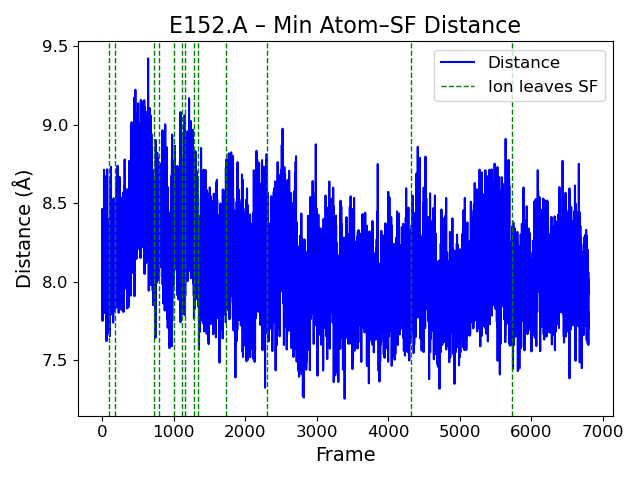 E152.A – Min Atom–SF Distance
Distance (Å)
9.5
9.0
8.5
8.0
7.5
Distance
Ion leaves SF
0
1000
2000
3000
4000
5000
6000
7000
Frame